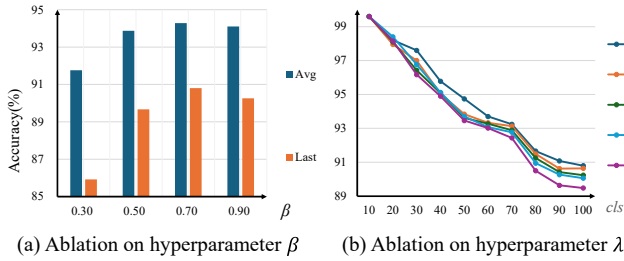 95
93
91
89
87
85
Accuracy(%)
0.30 0.50 0.70 0.90 β
Avg
Last
(a) Ablation on hyperparameter β
99
97
95
93
91
89
10 20 30 40 50 60 70 80 90 100 cls
(b) Ablation on hyperparameter λ